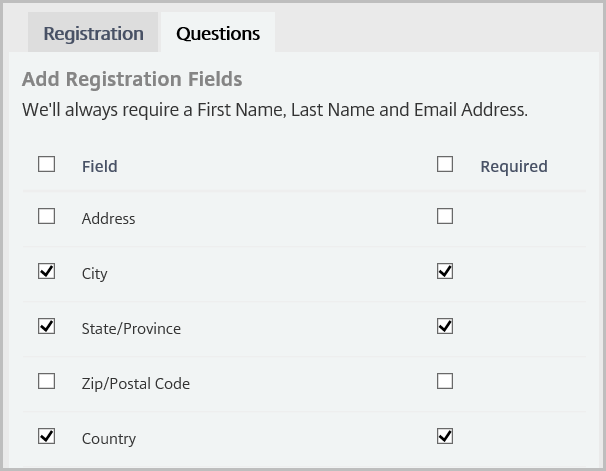 Registration Questions
Add Registration Fields
We'll always require a First Name, Last Name and Email Address.
Field Required
Address
City
State/Province
Zip/Postal Code
Country